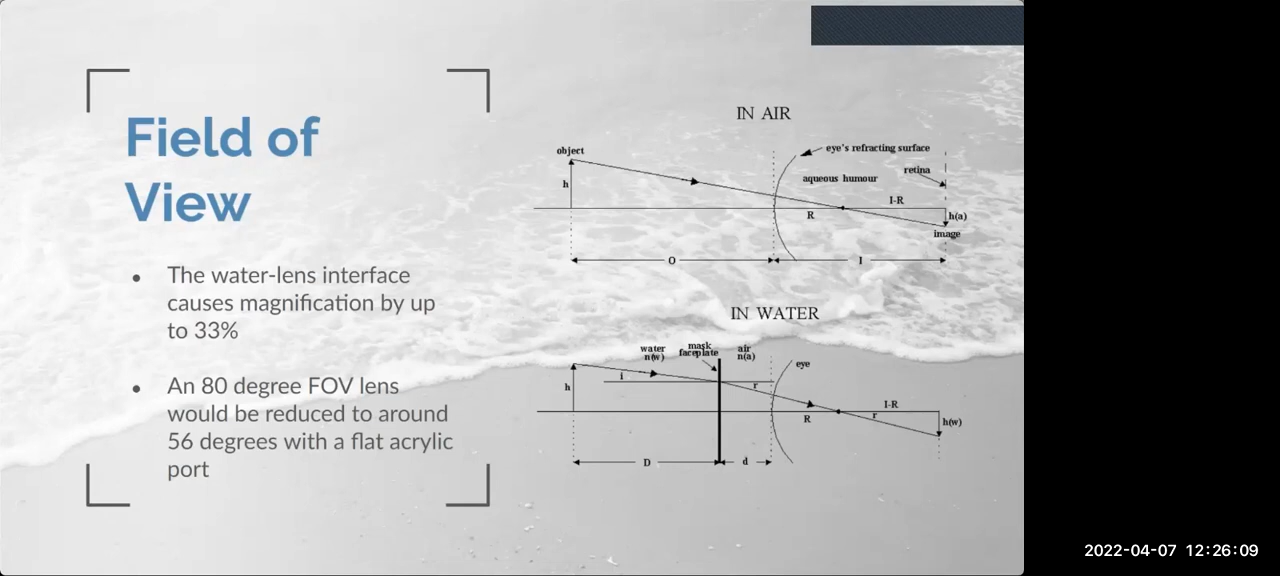 Field of
View
● The water-lens interface
causes magnification by up
to 33%
● An 80 degree FOV lens
would be reduced to around
56 degrees with a flat acrylic
port
IN AIR
object
eye's refracting surface
aqueous humour
retina
h
R
I-R
h(a)
image
O
I
IN WATER
water
n(w)
mask
faceplate
air
n(a)
eye
h
i
r
R
I-R
r
h(w)
D
d
2022-04-07 12:26:09